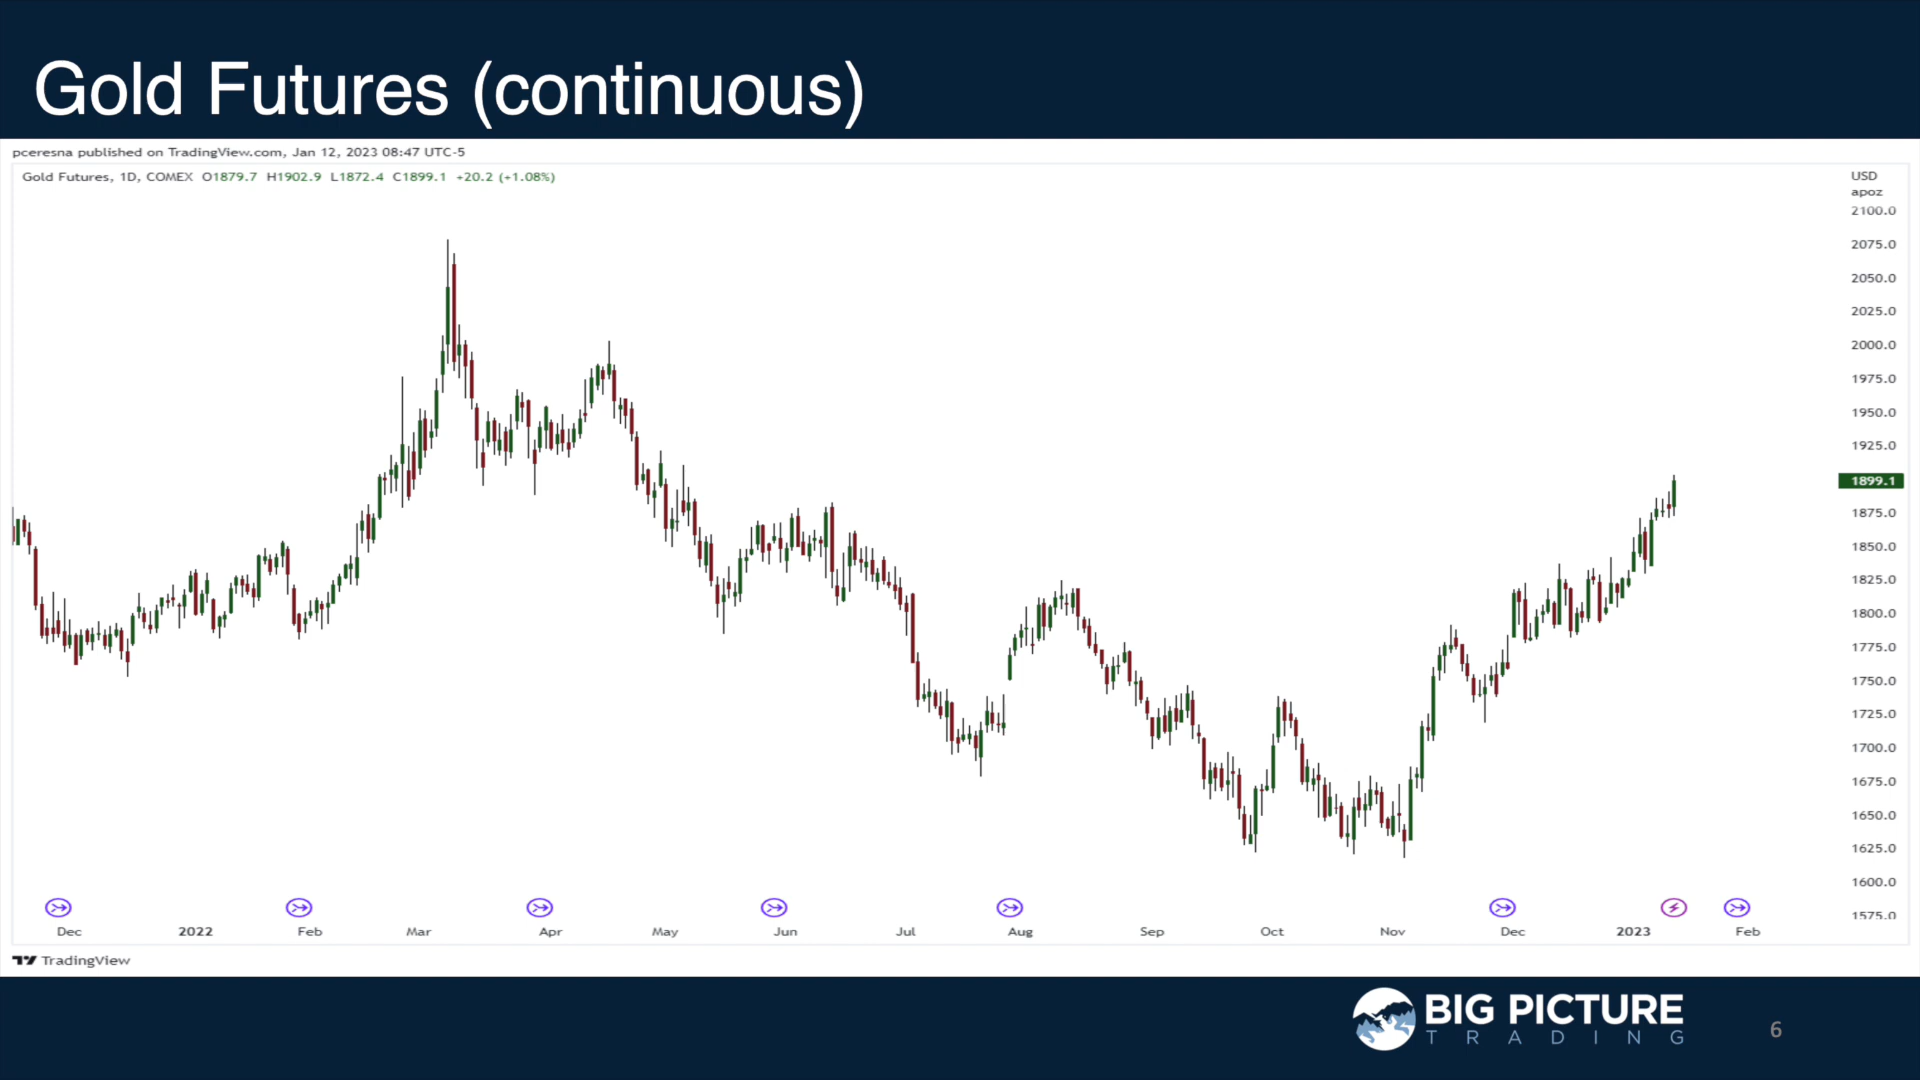 Gold Futures (continuous)
pceresna published on TradingView.com, Jan 12, 2023 08:47 UTC-5
Gold Futures, 1D, COMEX O1879.7 H1902.9 L1872.4 C1899.1 +20.2 (+1.08%)
USD
apoz
2100.0
2075.0
2050.0
2025.0
2000.0
1975.0
1950.0
1925.0
1899.1
1875.0
1850.0
1825.0
1800.0
1775.0
1750.0
1725.0
1700.0
1675.0
1650.0
1625.0
1600.0
1575.0
Dec 2022 Feb Mar Apr May Jun Jul Aug Sep Oct Nov Dec 2023 Feb
TradingView
BIG PICTURE
TRADING
6